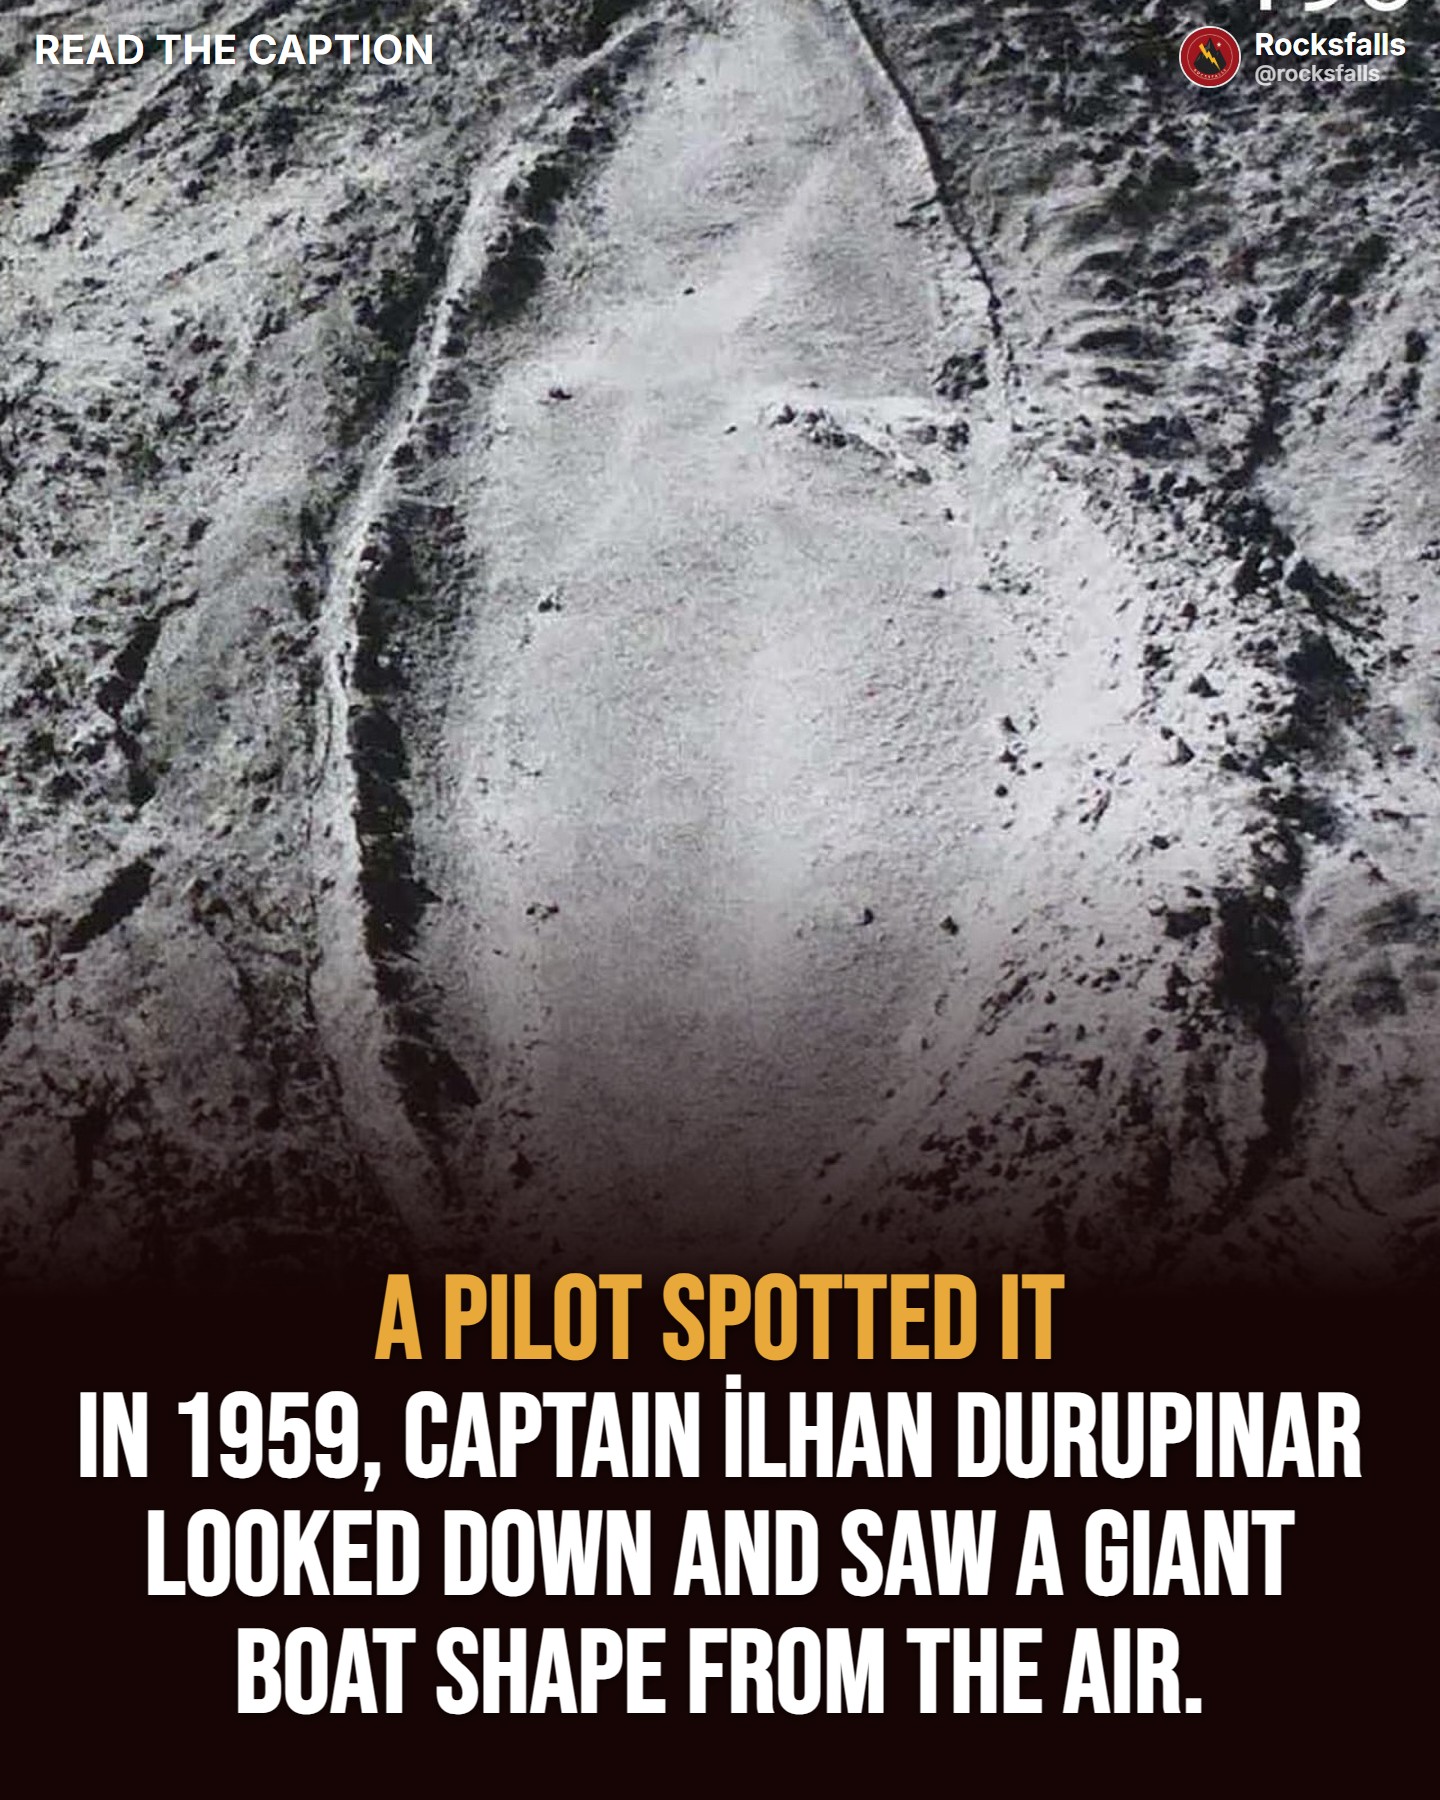 READ THE CAPTION
Rocksfalls
@rocksfalls
A PILOT SPOTTED IT
IN 1959, CAPTAIN İLHAN DURUPINAR
LOOKED DOWN AND SAW A GIANT
BOAT SHAPE FROM THE AIR.